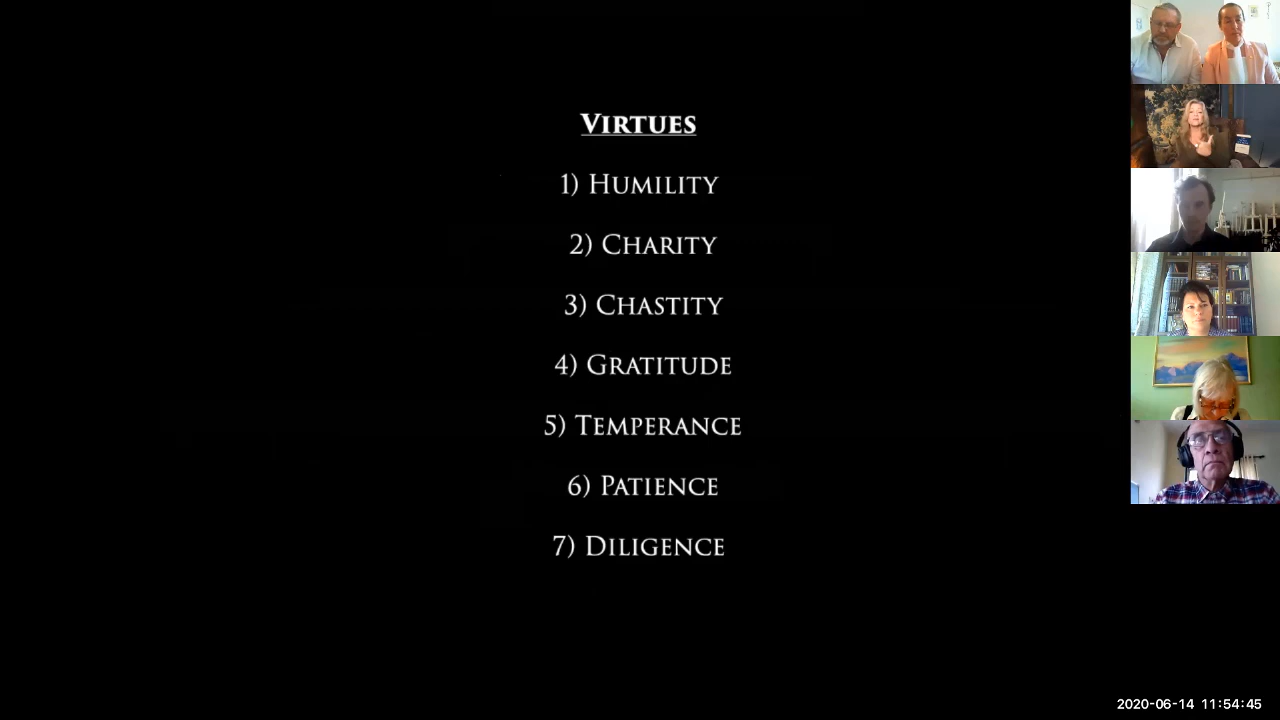 VIRTUES
1) HUMILITY
2) CHARITY
3) CHASTITY
4) GRATITUDE
5) TEMPERANCE
6) PATIENCE
7) DILIGENCE
2020-06-14 11:54:45